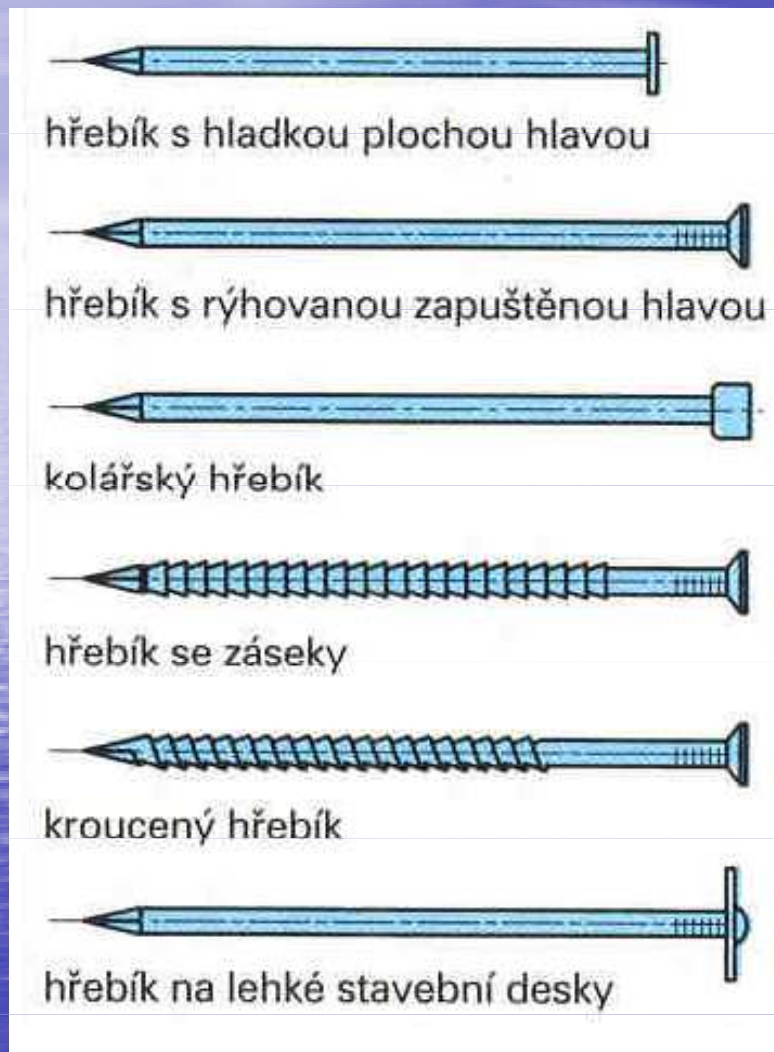 hřebík s hladkou plochou hlavou
hřebík s rýhovanou zapuštěnou hlavou
kolářský hřebík
hřebík se záseky
kroucený hřebík
hřebík na lehké stavební desky